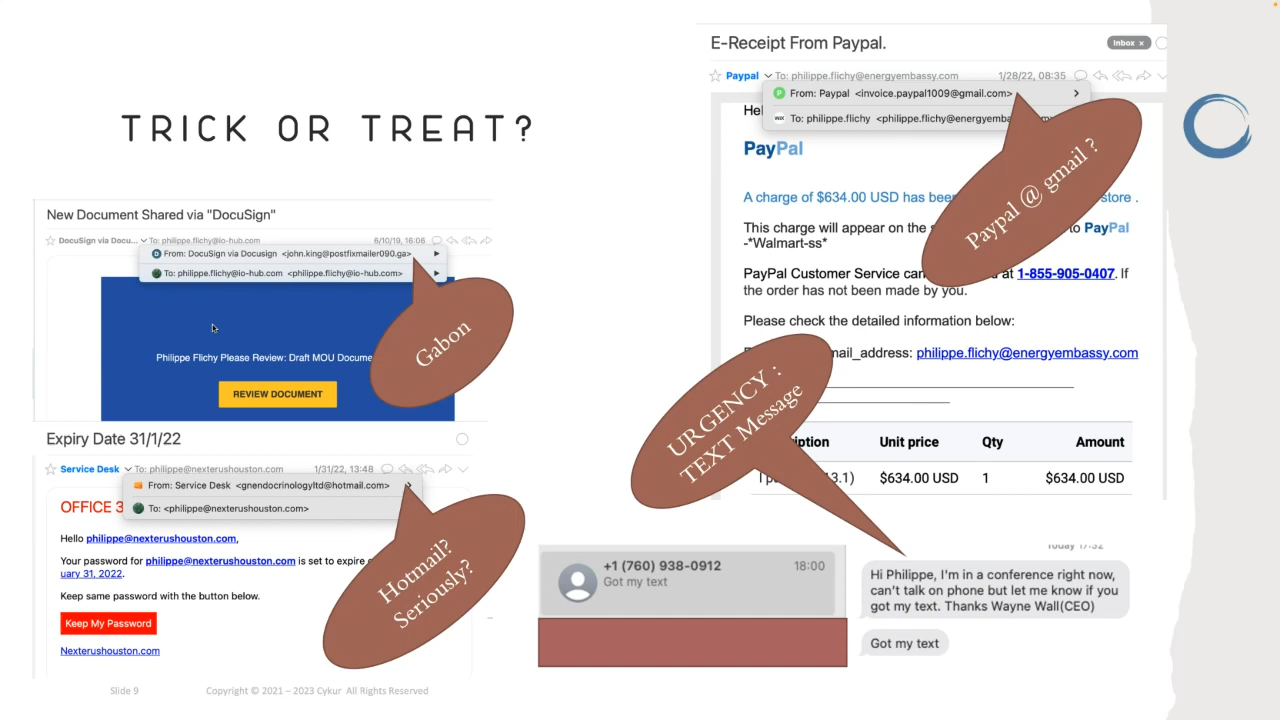 TRICK OR TREAT?
New Document Shared via "DocuSign"
DocuSign via Docu... To: philippe.flichy@io-hub.com 6/10/19, 16:06
From: DocuSign via Docusign <john.king@postfixmailer090.ga>
To: philippe.flichy@io-hub.com <philippe.flichy@io-hub.com>
Gabon
Philippe Flichy Please Review: Draft MOU Docume
REVIEW DOCUMENT
Expiry Date 31/1/22
Service Desk To: philippe@nexterushouston.com 1/31/22, 13:48
From: Service Desk <gnendocrinologyltd@hotmail.com>
To: <philippe@nexterushouston.com>
OFFICE 3
Hello philippe@nexterushouston.com,
Your password for philippe@nexterushouston.com is set to expire
uary 31, 2022.
Keep same password with the button below.
Keep My Password
Nexterushouston.com
Hotmail?
Seriously?
E-Receipt From Paypal.
Inbox ×
Paypal To: philippe.flichy@energyembassy.com 1/28/22, 08:35
From: Paypal <invoice.paypal1009@gmail.com>
To: philippe.flichy <philippe.flichy@energyemba
Hel
PayPal
Paypal @ gmail ?
A charge of $634.00 USD has bee store .
This charge will appear on the to PayPal
-*Walmart-ss*
PayPal Customer Service can at 1-855-905-0407. If
the order has not been made by you.
Please check the detailed information below:
mail_address: philippe.flichy@energyembassy.com
URGENCY :
TEXT Message
iption Unit price Qty Amount
13.1) $634.00 USD 1 $634.00 USD
+1 (760) 938-0912 18:00
Got my text
Today 17:32
Hi Philippe, I'm in a conference right now,
can't talk on phone but let me know if you
got my text. Thanks Wayne Wall(CEO)
Got my text
Slide 9 Copyright © 2021 – 2023 Cykur All Rights Reserved